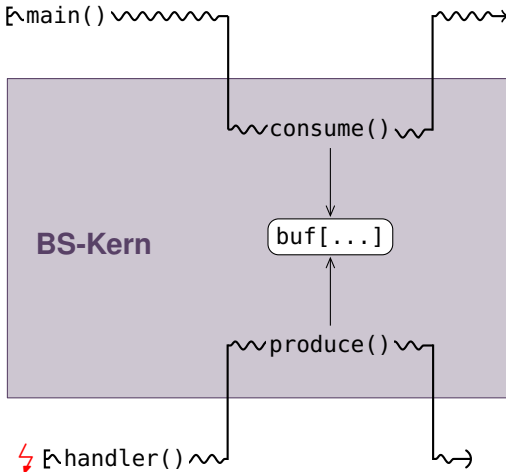 main()
consume()
BS-Kern
buf[...]
produce()
handler()